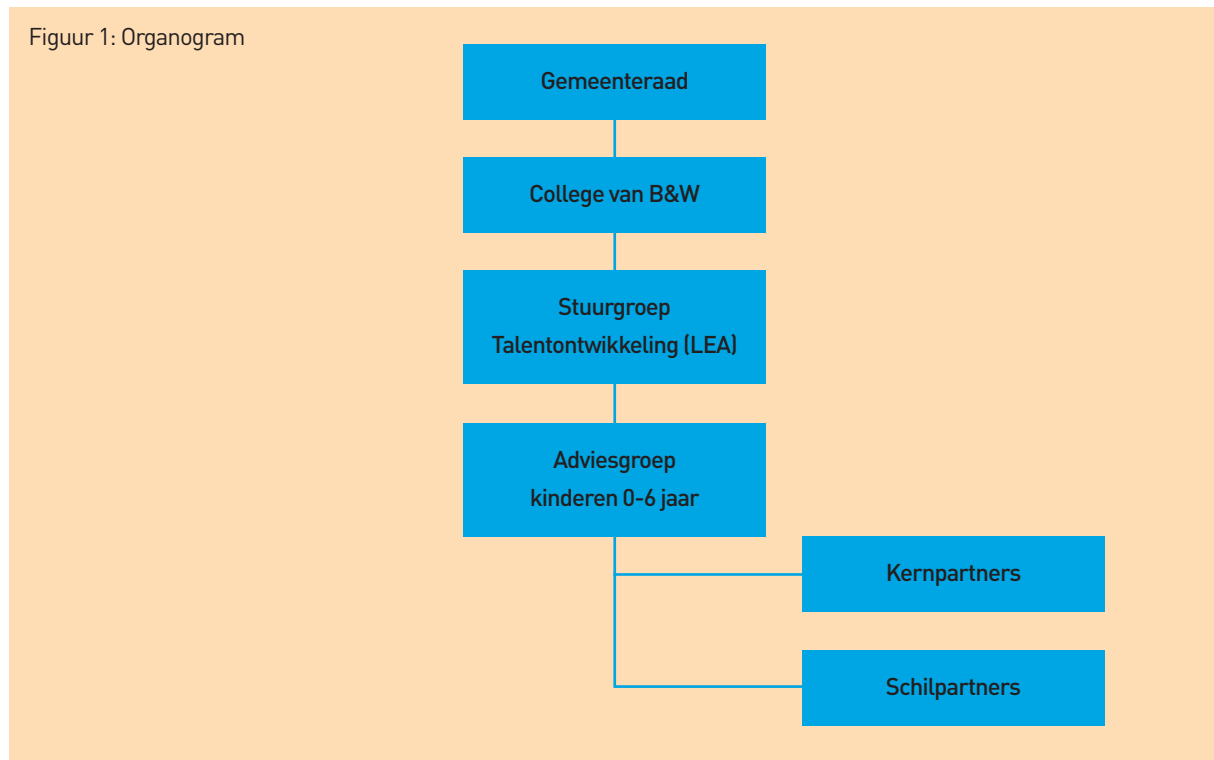 Figuur 1: Organogram
Gemeenteraad
College van B&W
Stuurgroep
Talentontwikkeling (LEA)
Adviesgroep
kinderen 0-6 jaar
Kernpartners
Schilpartners